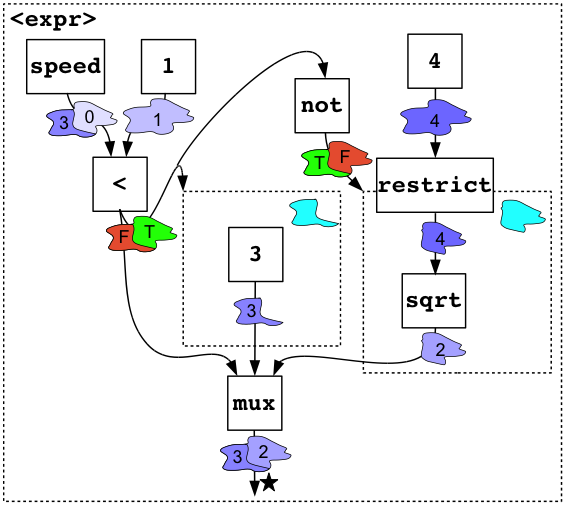 <expr>
speed
1
4
3
0
1
not
4
T
F
<
restrict
F
T
3
4
3
sqrt
2
mux
3
2